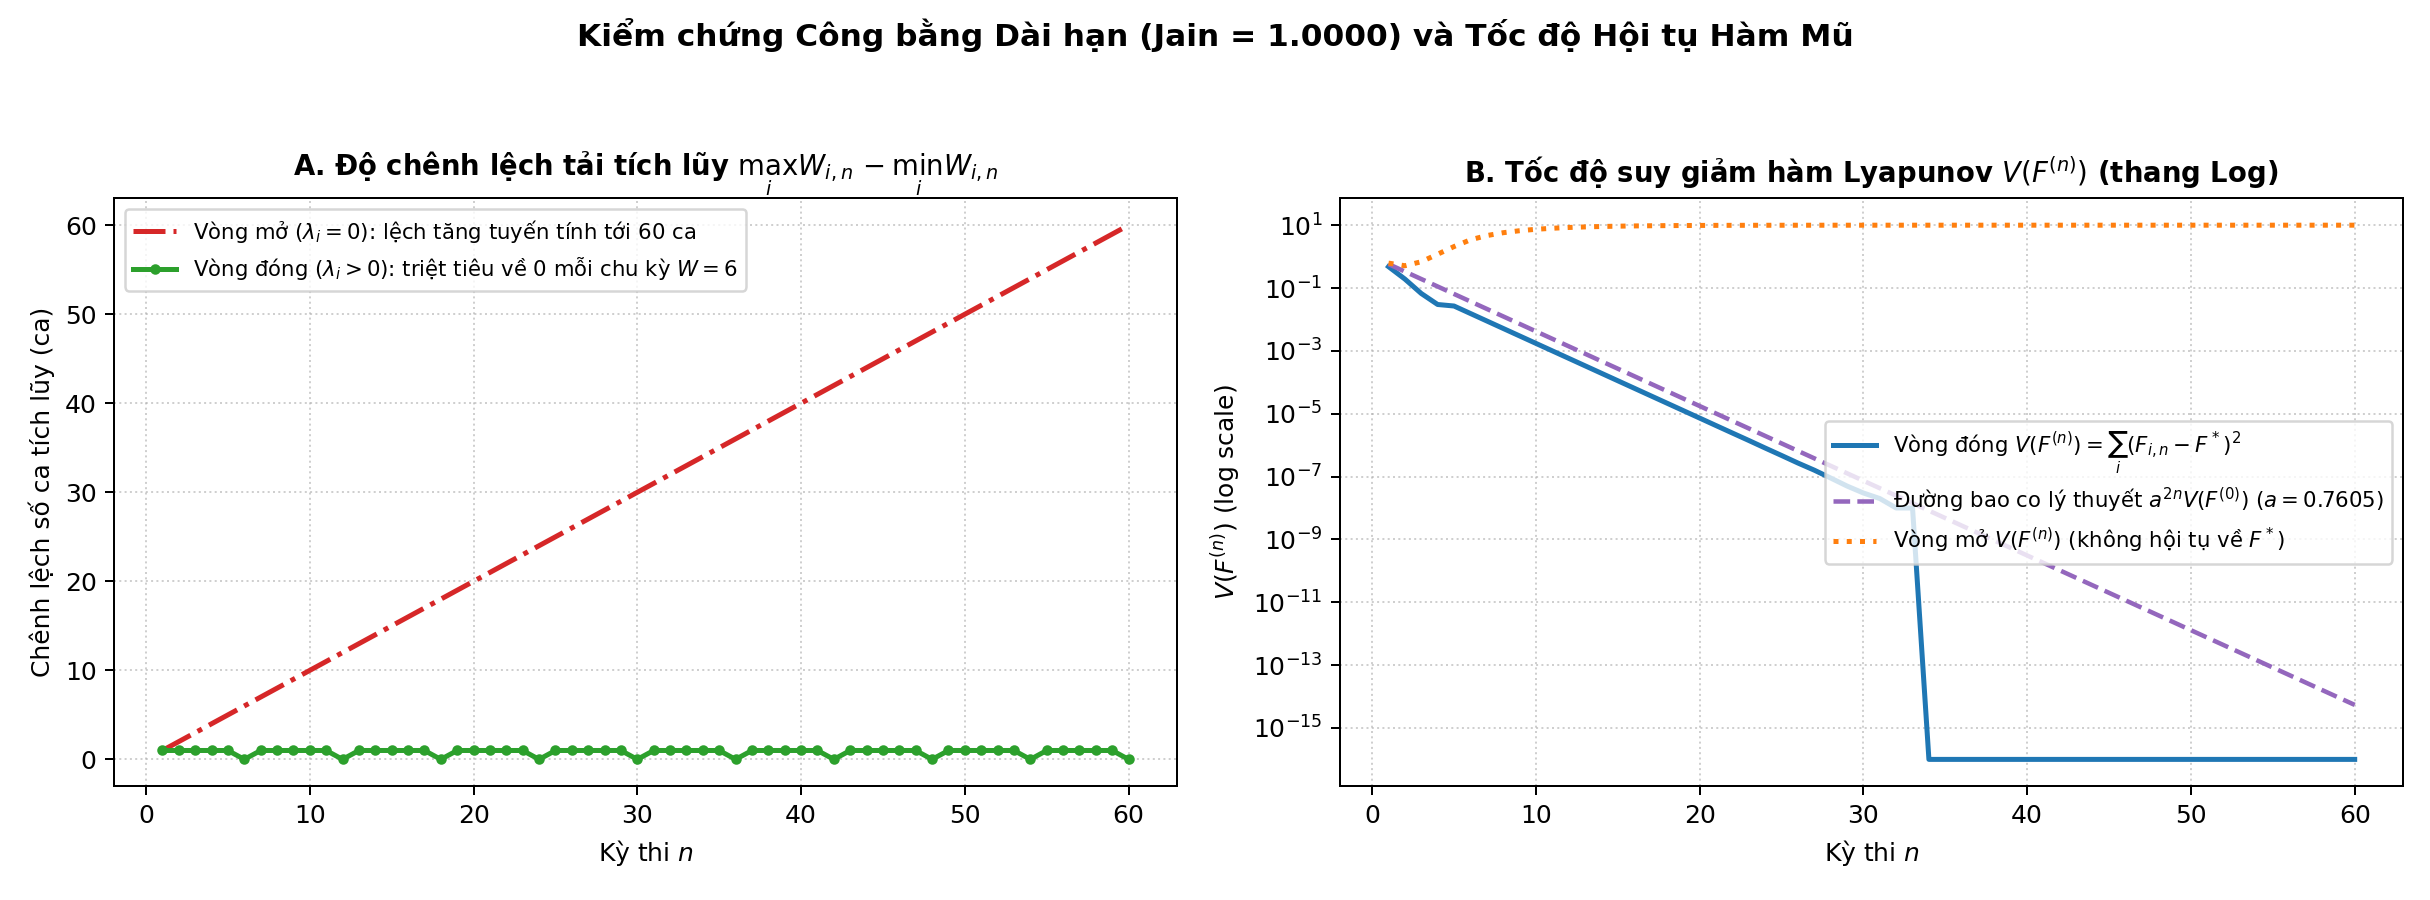 Kiểm chứng Công bằng Dài hạn (Jain = 1.0000) và Tốc độ Hội tụ Hàm Mũ
A. Độ chênh lệch tải tích lũy $\max_i W_{i,n} - \min_i W_{i,n}$
Chênh lệch số ca tích lũy (ca)
60
50
40
30
20
10
0
Vòng mở ($\lambda_i = 0$): lệch tăng tuyến tính tới 60 ca
Vòng đóng ($\lambda_i > 0$): triệt tiêu về 0 mỗi chu kỳ $W = 6$
0 10 20 30 40 50 60
Kỳ thi $n$
B. Tốc độ suy giảm hàm Lyapunov $V(F^{(n)})$ (thang Log)
$V(F^{(n)})$ (log scale)
$10^{1}$
$10^{-1}$
$10^{-3}$
$10^{-5}$
$10^{-7}$
$10^{-9}$
$10^{-11}$
$10^{-13}$
$10^{-15}$
Vòng đóng $V(F^{(n)}) = \sum_i (F_{i,n} - F^*)^2$
Đường bao co lý thuyết $a^{2n}V(F^{(0)})$ ($a = 0.7605$)
Vòng mở $V(F^{(n)})$ (không hội tụ về $F^*$)
0 10 20 30 40 50 60
Kỳ thi $n$